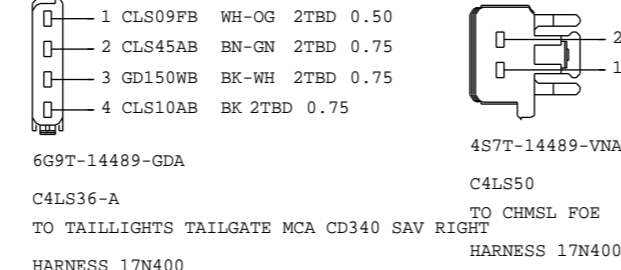 1 CLS09FB WH-OG 2TBD 0.50
2 CLS45AB BN-GN 2TBD 0.75
3 GD150WB BK-WH 2TBD 0.75
4 CLS10AB BK 2TBD 0.75
6G9T-14489-GDA
C4LS36-A
TO TAILLIGHTS TAILGATE MCA CD340 SAV RIGHT
HARNESS 17N400
2
1
4S7T-14489-VNA
C4LS50
TO CHMSL FOE
HARNESS 17N400